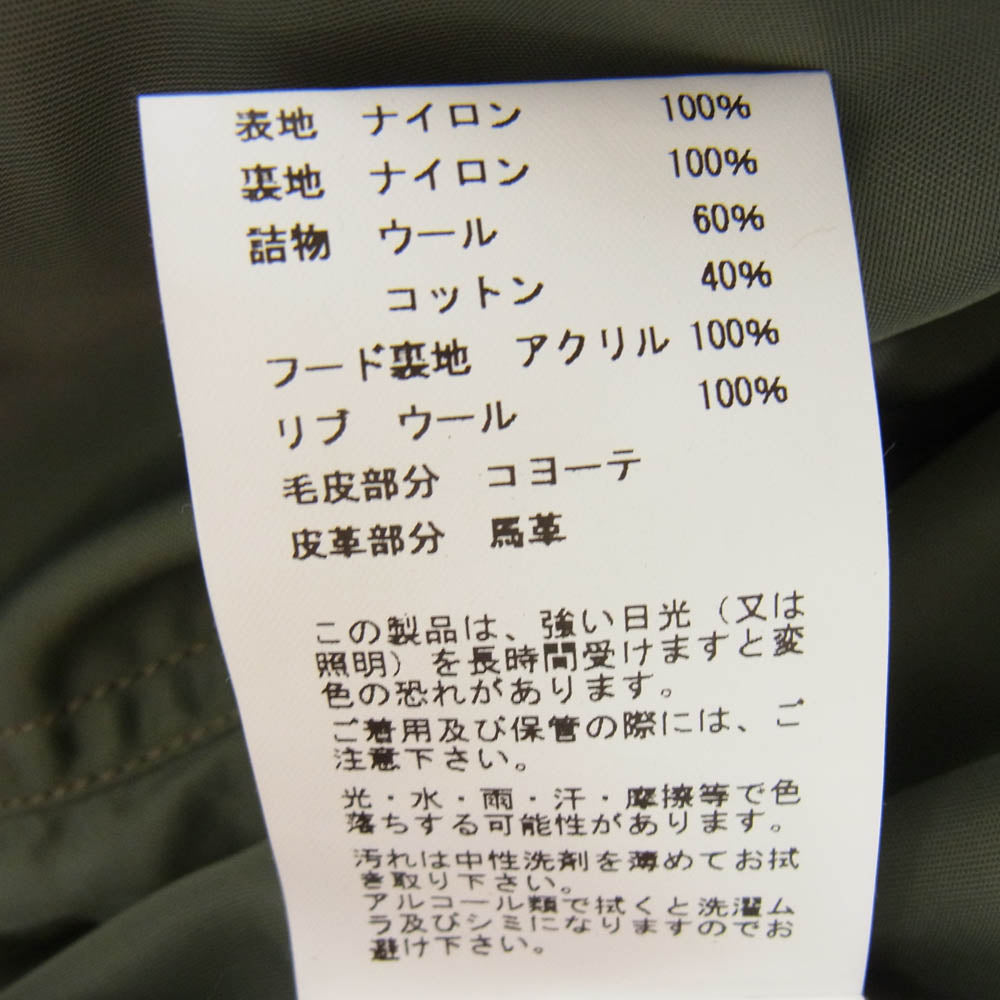 表地 ナイロン 100%
裏地 ナイロン 100%
詰物 ウール 60%
コットン 40%
フード裏地 アクリル 100%
リブ ウール 100%
毛皮部分 コヨーテ
皮革部分 馬革
この製品は、強い日光（又は
照明）を長時間受けますと変
色の恐れがあります。
ご着用及び保管の際には、ご
注意下さい。
光・水・雨・汗・摩擦等で色
落ちする可能性があります。
汚れは中性洗剤を薄めてお拭
き取り下さい。
アルコール類で拭くと洗濯ム
ラ及びシミになりますのでお
避け下さい。